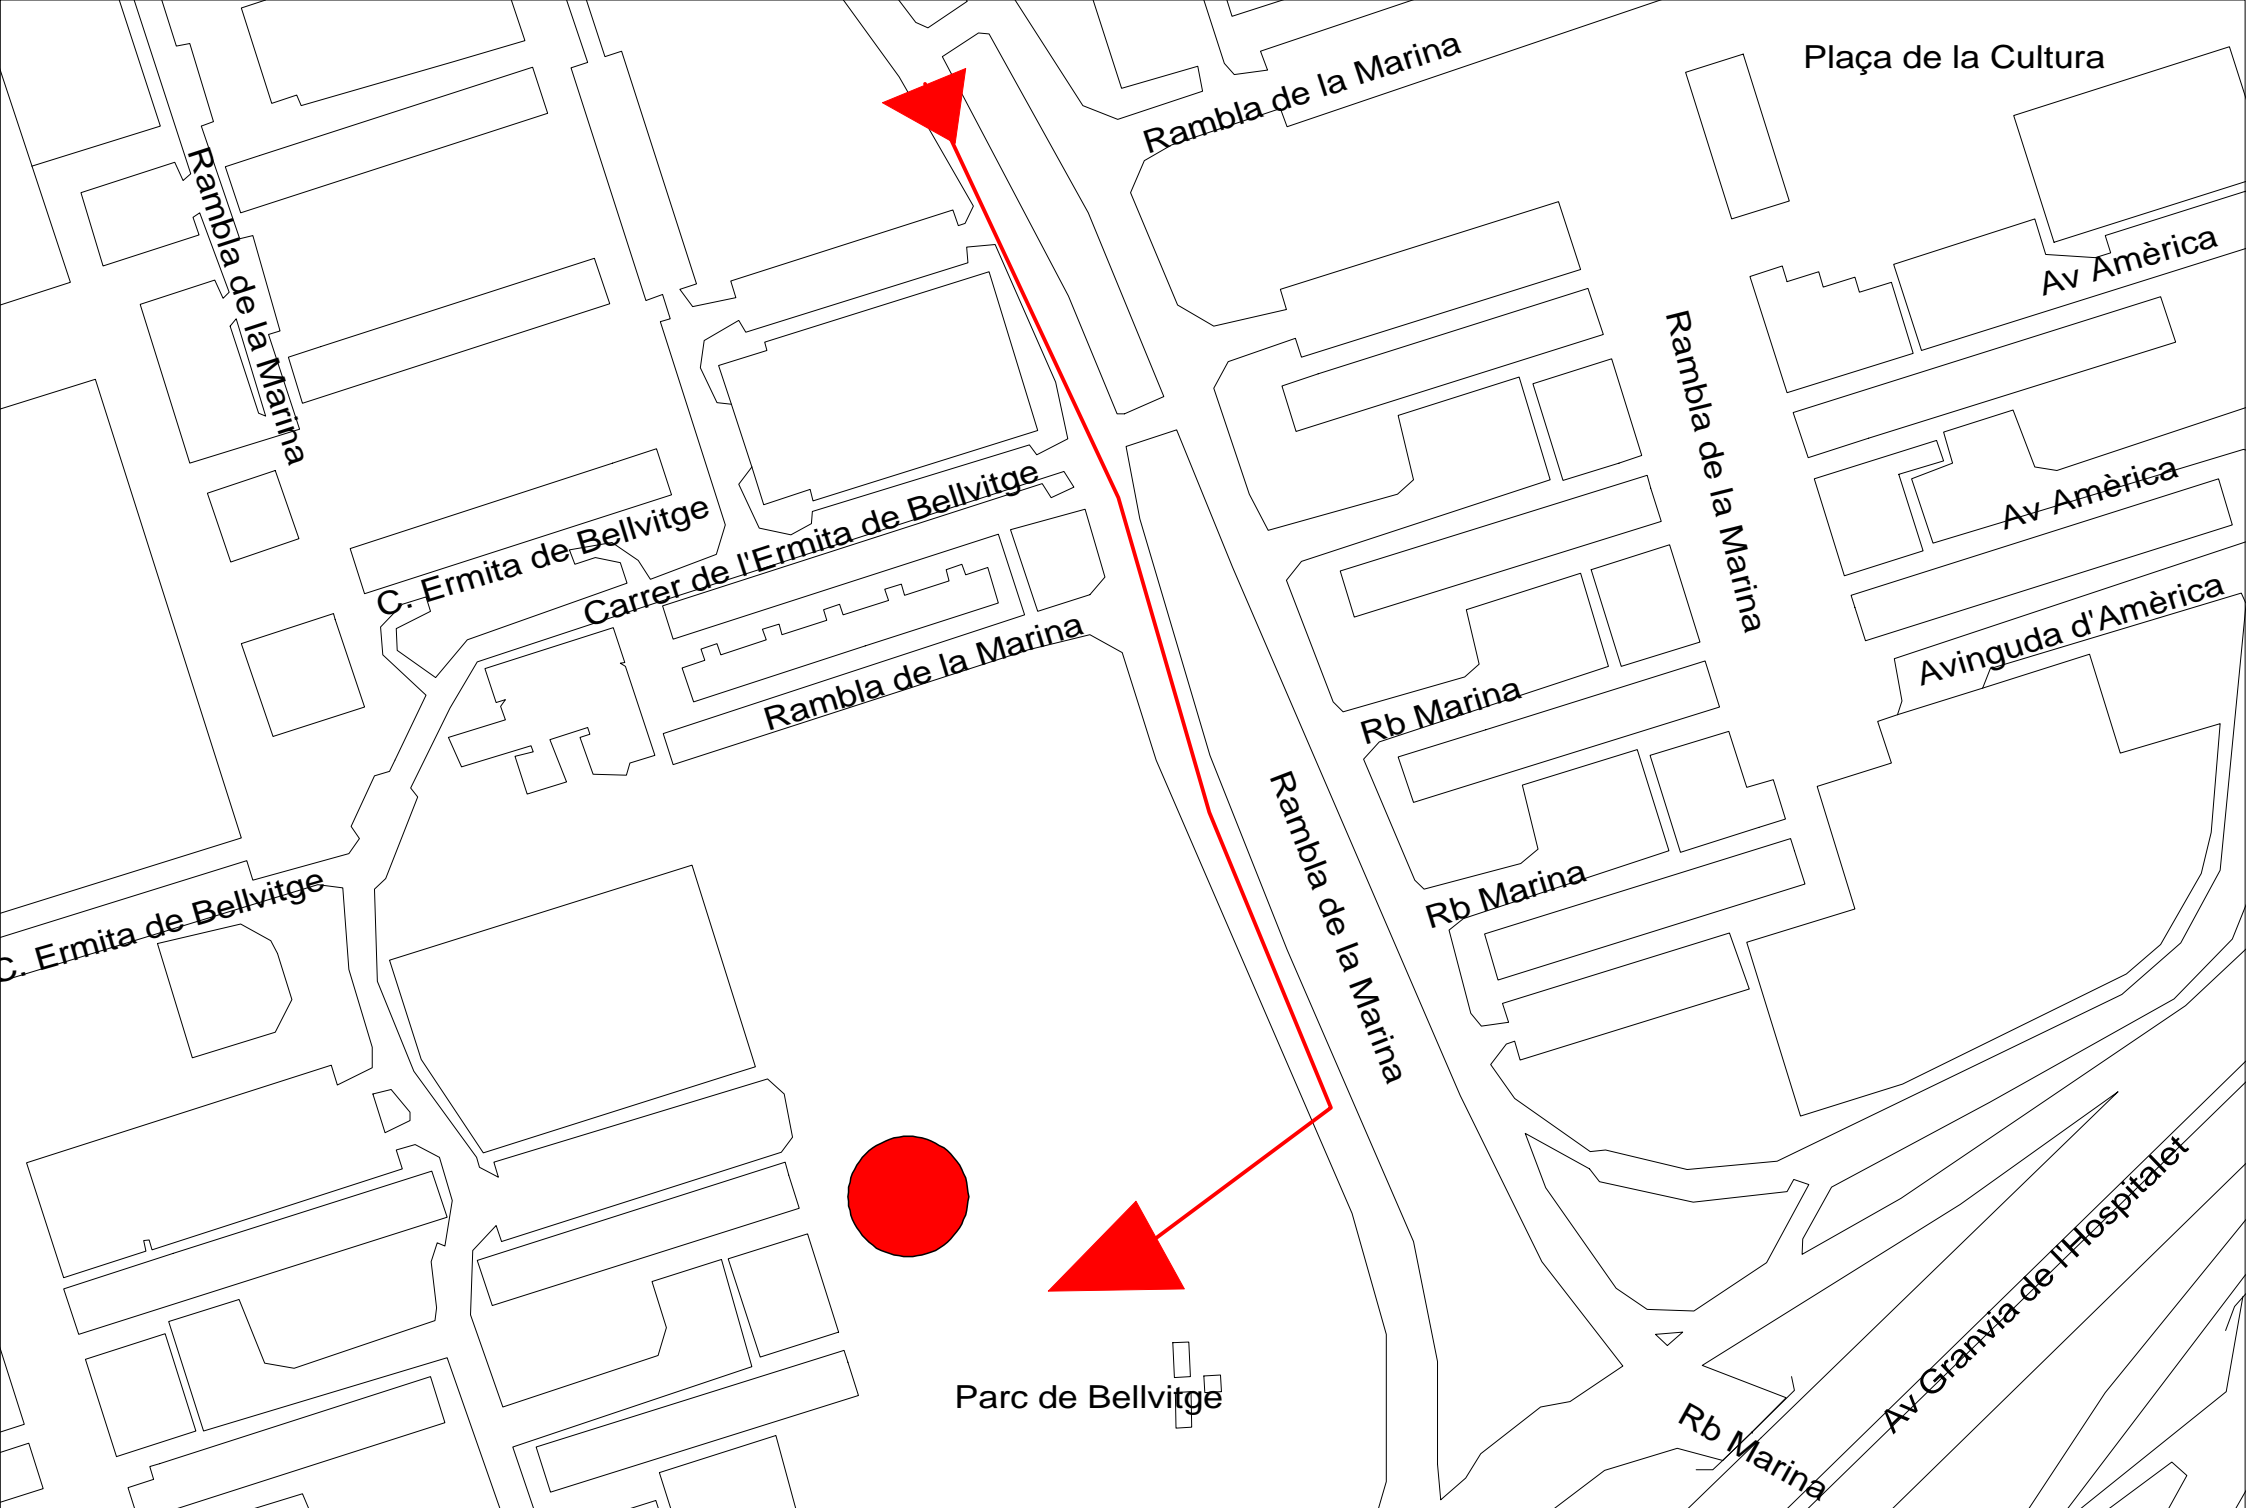 Rambla de la Marina
Plaça de la Cultura
Rambla de la Marina
Av Amèrica
Rambla de la Marina
Av Amèrica
C. Ermita de Bellvitge
Carrer de l'Ermita de Bellvitge
Avinguda d'Amèrica
Rambla de la Marina
Rb Marina
Rambla de la Marina
Rb Marina
C. Ermita de Bellvitge
Av Granvia de l'Hospitalet
Parc de Bellvitge
Rb Marina